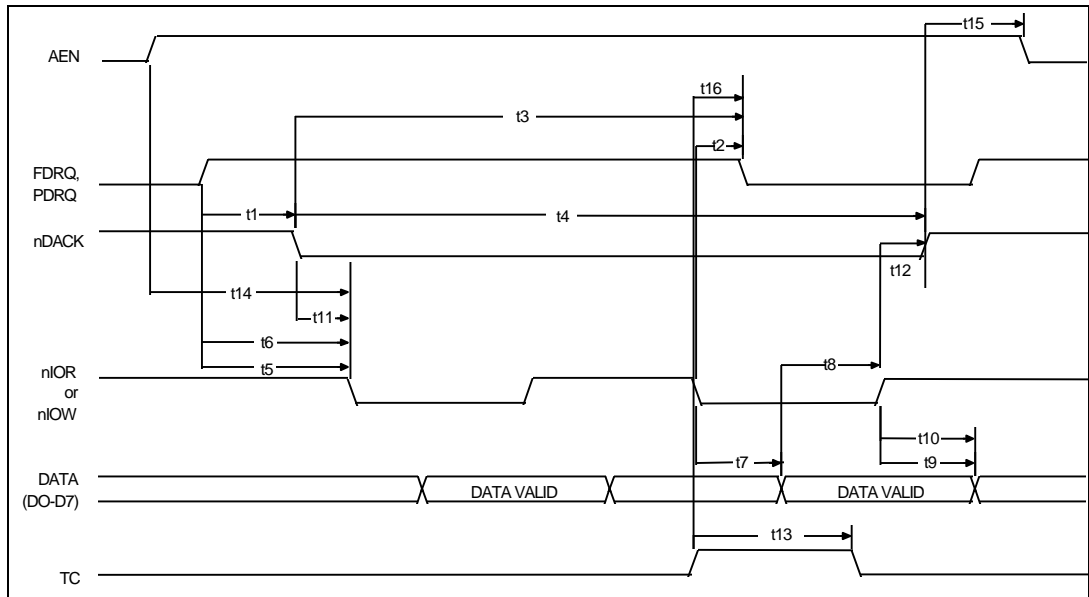 t15
AEN
t16
t3
t2
FDRQ,
PDRQ
t1
t4
nDACK
t12
t14
t11
t6
t5
t8
nIOR
or
nIOW
t10
t7
t9
DATA
(DO-D7)
DATA VALID
DATA VALID
t13
TC